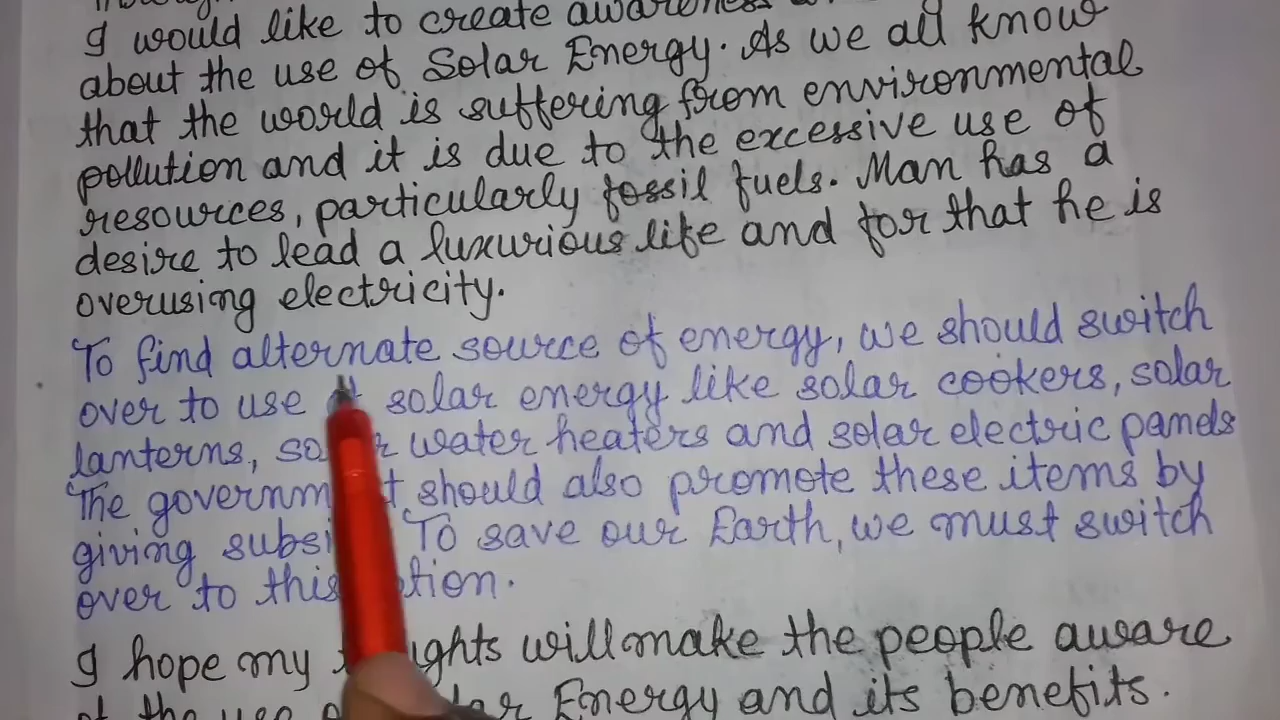 I would like to create awareness
about the use of Solar Energy. As we all know
that the world is suffering from environmental
pollution and it is due to the excessive use of
resources, particularly fossil fuels. Man has a
desire to lead a luxurious life and for that he is
overusing electricity.
To find alternate source of energy, we should switch
over to use solar energy like solar cookers, solar
lanterns, water heaters and solar electric panels
The should also promote these items by
giving To save our Earth, we must switch
over to this
I hope my will make the people aware
Energy and its benefits.